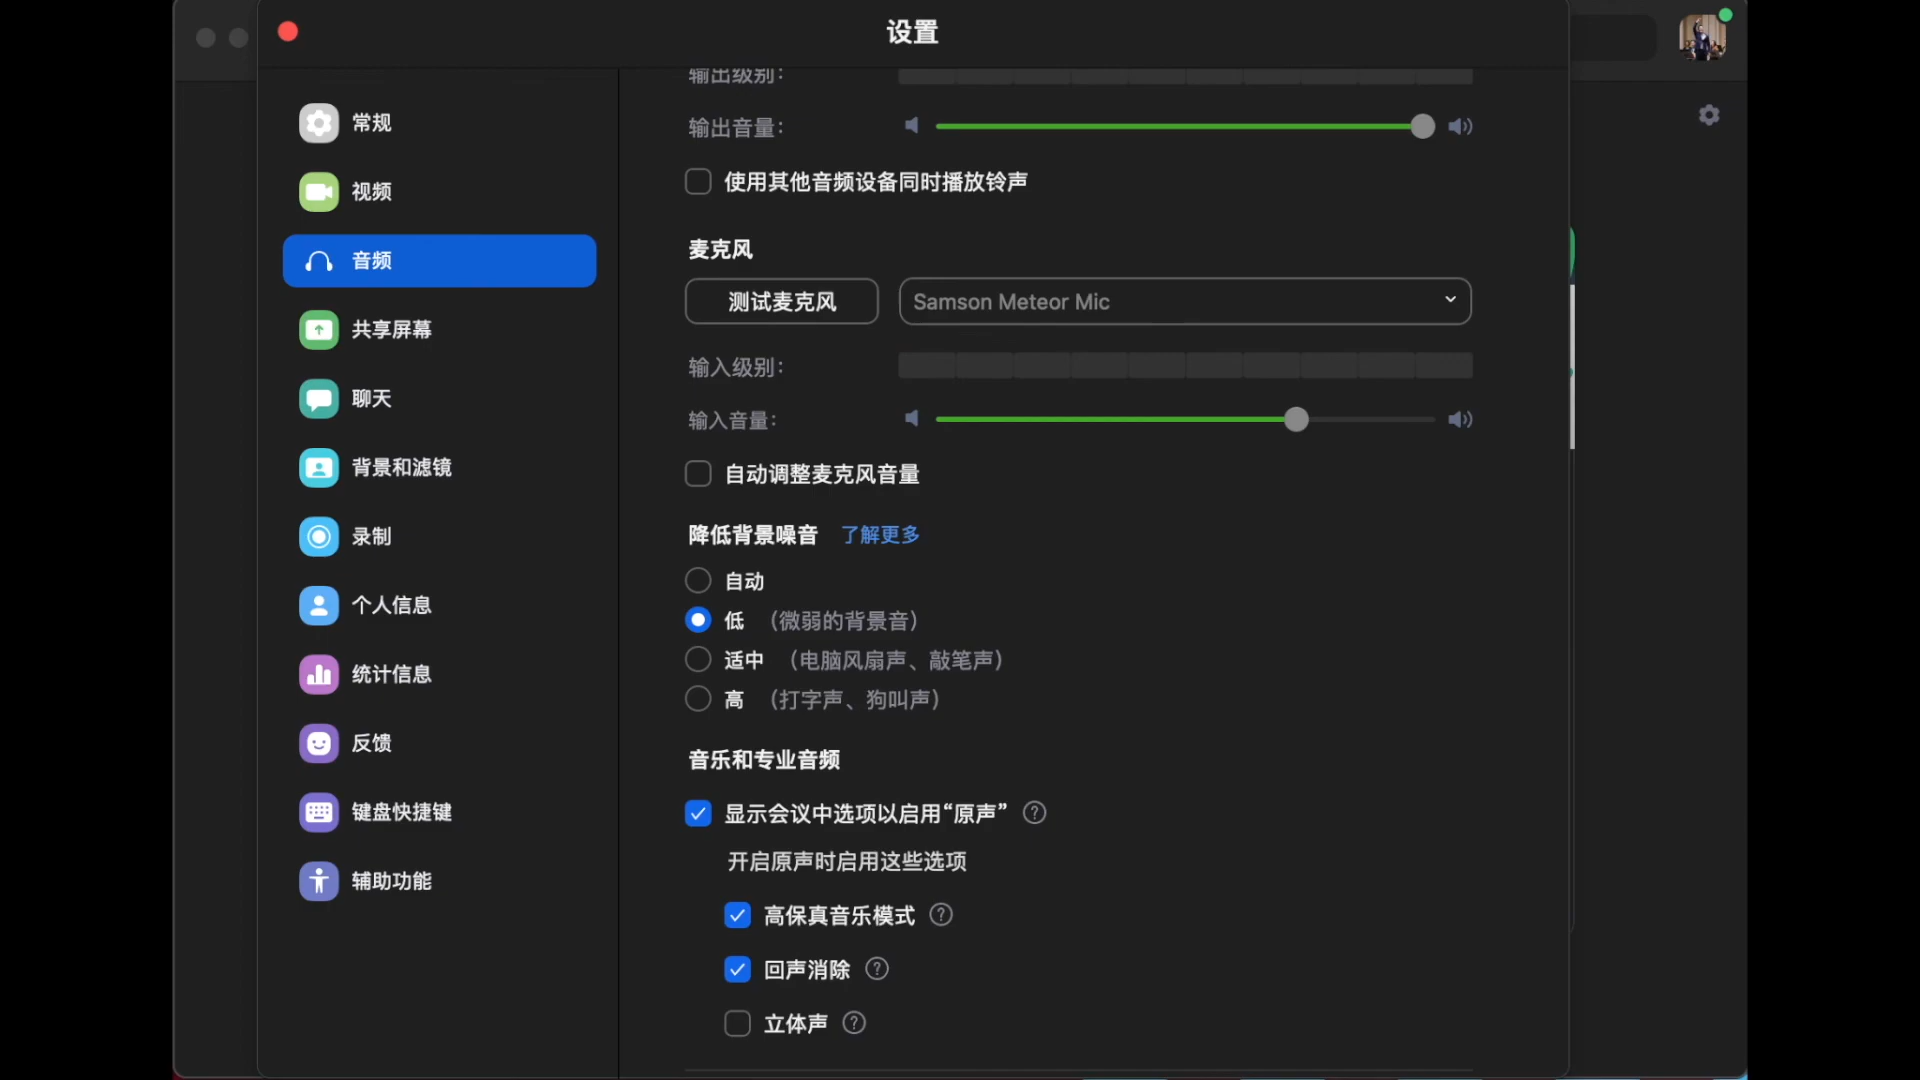 设置
常规
视频
音频
共享屏幕
聊天
背景和滤镜
录制
个人信息
统计信息
反馈
键盘快捷键
辅助功能
输出级别:
输出音量:
使用其他音频设备同时播放铃声
麦克风
测试麦克风 Samson Meteor Mic
输入级别:
输入音量:
自动调整麦克风音量
降低背景噪音 了解更多
自动
低 (微弱的背景音)
适中 (电脑风扇声、敲笔声)
高 (打字声、狗叫声)
音乐和专业音频
显示会议中选项以启用“原声” ?
开启原声时启用这些选项
高保真音乐模式 ?
回声消除 ?
立体声 ?